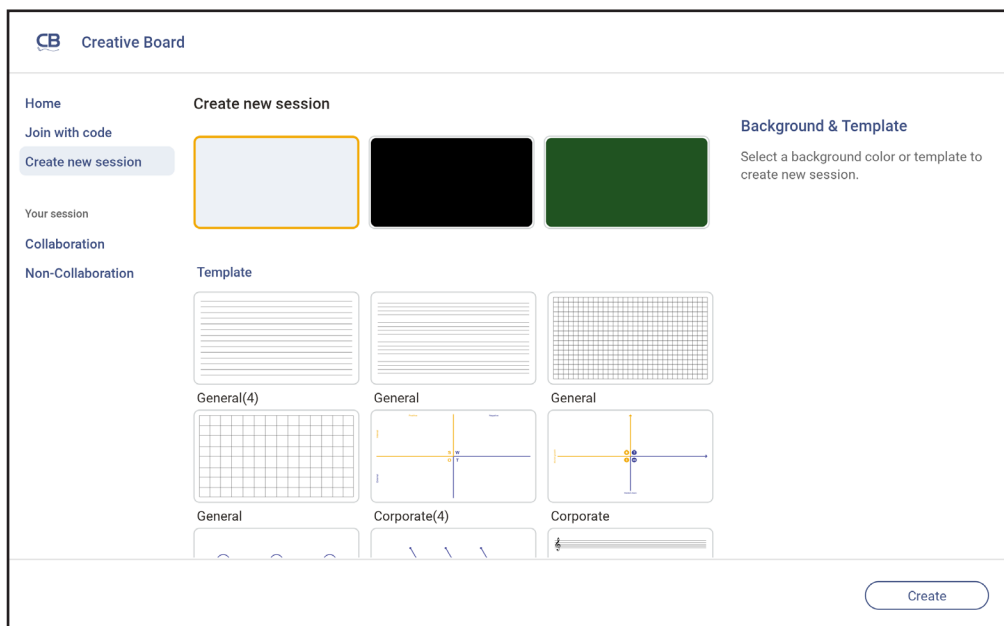 CB
Creative Board
Home
Join with code
Create new session
Your session
Collaboration
Non-Collaboration
Create new session
Template
General(4)
General
General
W
T
General
Corporate(4)
Corporate
Background & Template
Select a background color or template to
create new session.
Create